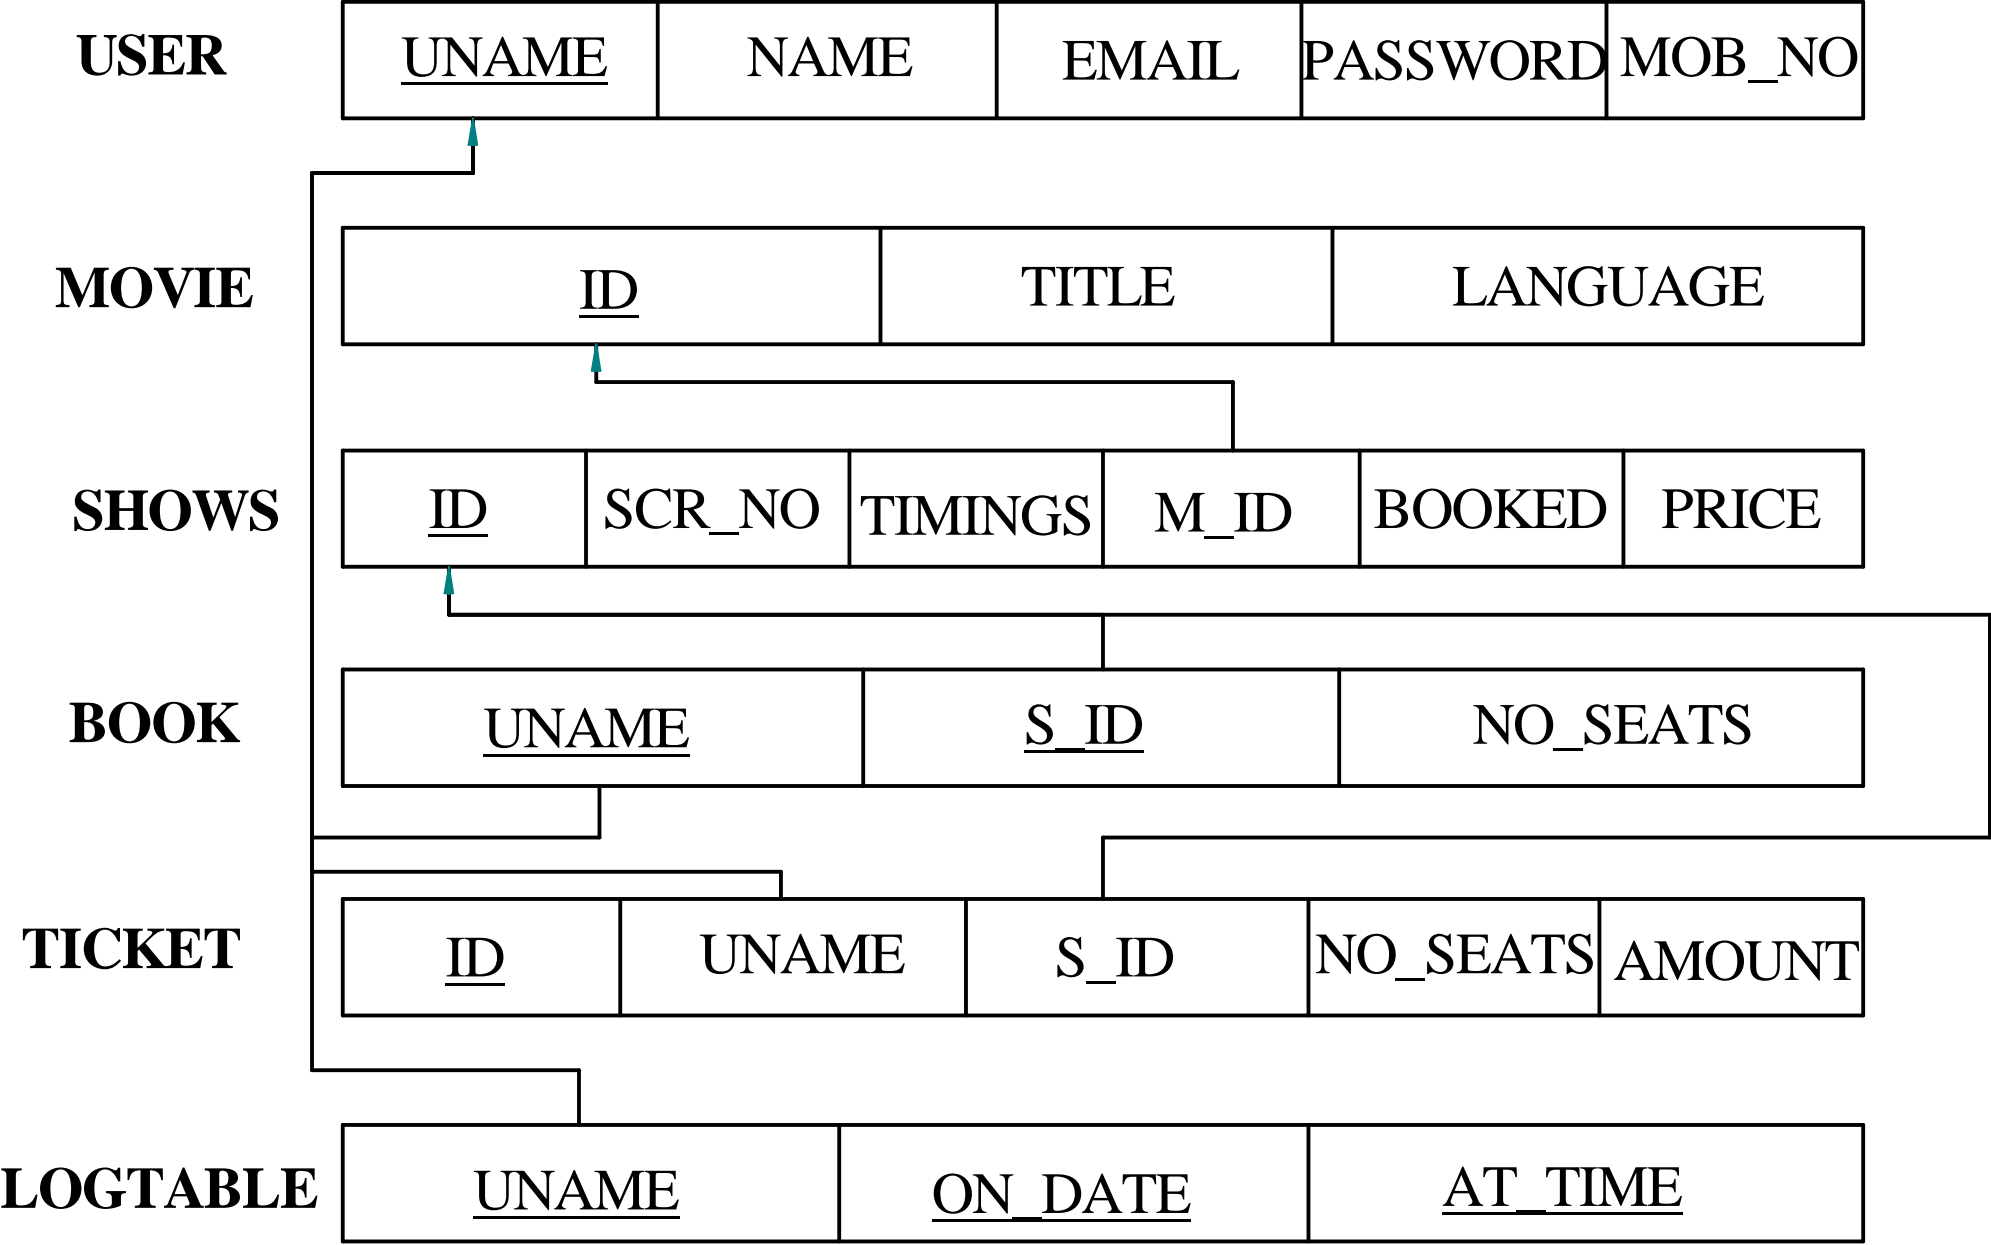 USER UNAME NAME EMAIL PASSWORD MOB_NO
MOVIE ID TITLE LANGUAGE
SHOWS ID SCR_NO TIMINGS M_ID BOOKED PRICE
BOOK UNAME S_ID NO_SEATS
TICKET ID UNAME S_ID NO_SEATS AMOUNT
LOGTABLE UNAME ON_DATE AT_TIME